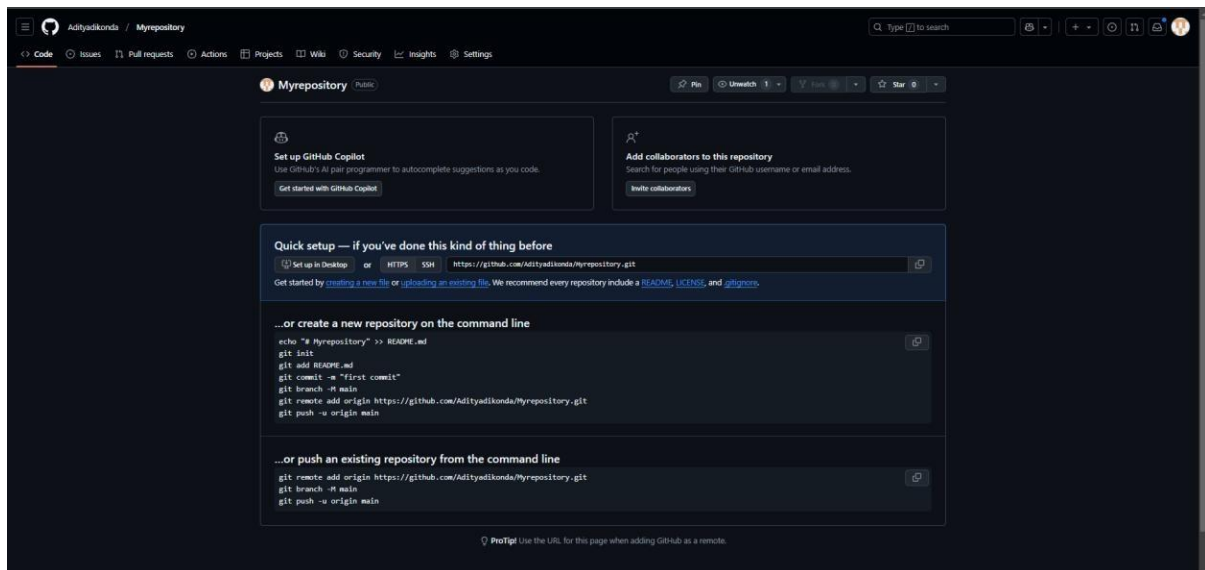 Adityadikonda / Myrepository
Type / to search
Code Issues Pull requests Actions Projects Wiki Security Insights Settings
Myrepository Public
Pin Unwatch 1 Fork Star 0
Set up GitHub Copilot
Use GitHub's AI pair programmer to autocomplete suggestions as you code.
Get started with GitHub Copilot
Add collaborators to this repository
Search for people using their GitHub username or email address.
Invite collaborators
Quick setup — if you've done this kind of thing before
Set up in Desktop or HTTPS SSH https://github.com/Adityadikonda/Myrepository.git
Get started by creating a new file or uploading an existing file. We recommend every repository include a README, LICENSE, and .gitignore.
...or create a new repository on the command line
echo "# Myrepository" >> README.md
git init
git add README.md
git commit -m "first commit"
git branch -M main
git remote add origin https://github.com/Adityadikonda/Myrepository.git
git push -u origin main
...or push an existing repository from the command line
git remote add origin https://github.com/Adityadikonda/Myrepository.git
git branch -M main
git push -u origin main
ProTip! Use the URL for this page when adding GitHub as a remote.